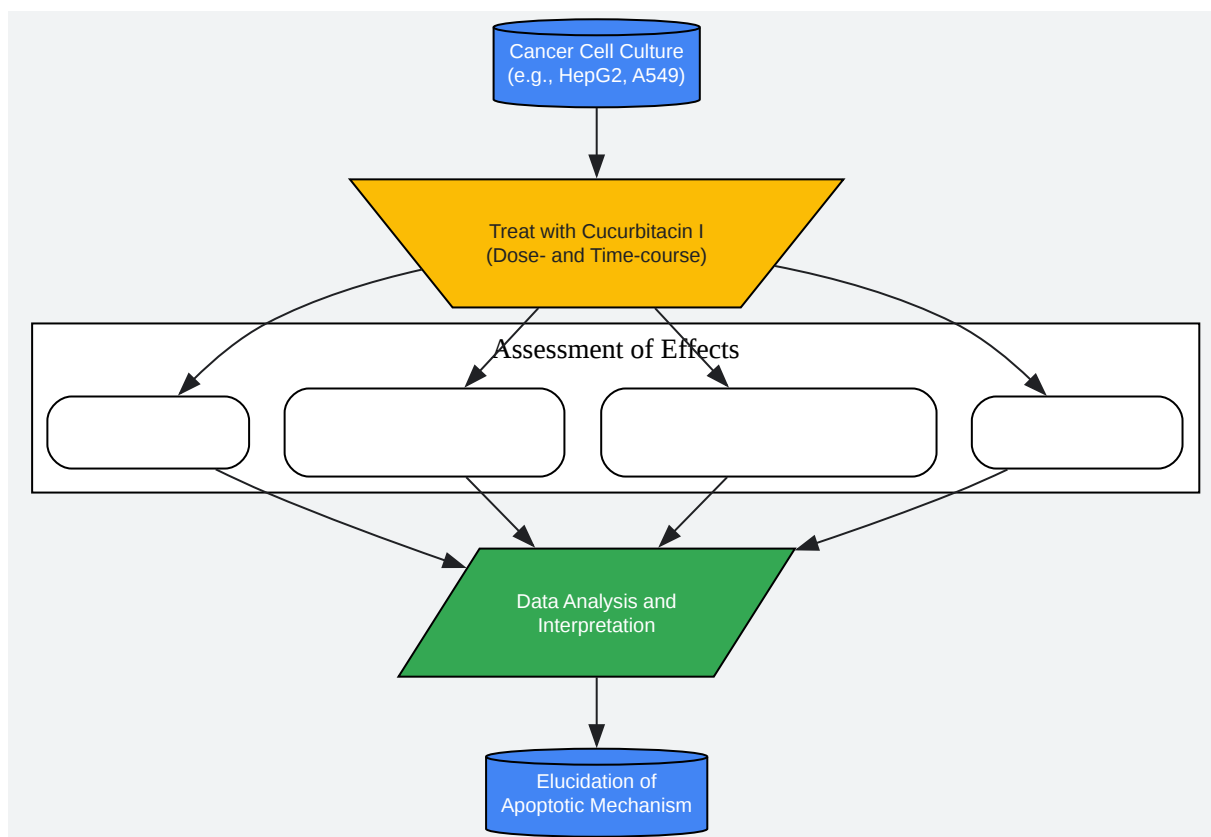 Cancer Cell Culture
(e.g., HepG2, A549)
Treat with Cucurbitacin I
(Dose- and Time-course)
Assessment of Effects
Data Analysis and
Interpretation
Elucidation of
Apoptotic Mechanism